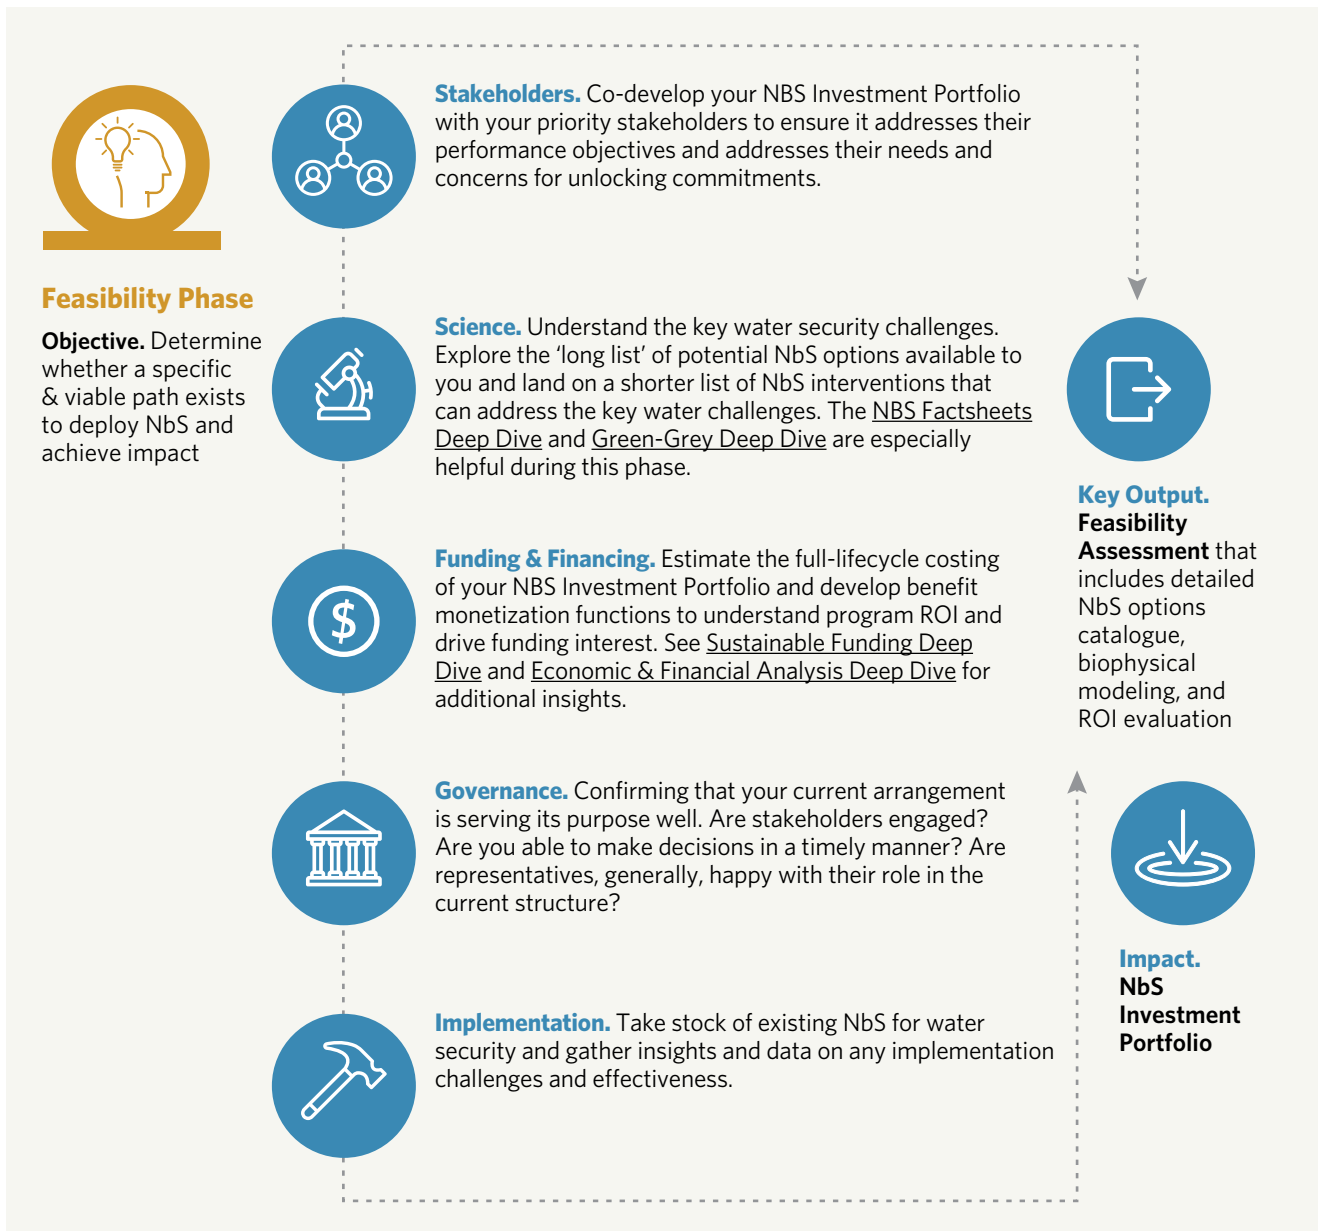 Feasibility Phase
Objective. Determine
whether a specific
& viable path exists
to deploy NbS and
achieve impact
Stakeholders. Co-develop your NBS Investment Portfolio
with your priority stakeholders to ensure it addresses their
performance objectives and addresses their needs and
concerns for unlocking commitments.
Science. Understand the key water security challenges.
Explore the ‘long list’ of potential NbS options available to
you and land on a shorter list of NbS interventions that
can address the key water challenges. The NBS Factsheets
Deep Dive and Green-Grey Deep Dive are especially
helpful during this phase.
$
Funding & Financing. Estimate the full-lifecycle costing
of your NBS Investment Portfolio and develop benefit
monetization functions to understand program ROI and
drive funding interest. See Sustainable Funding Deep
Dive and Economic & Financial Analysis Deep Dive for
additional insights.
Governance. Confirming that your current arrangement
is serving its purpose well. Are stakeholders engaged?
Are you able to make decisions in a timely manner? Are
representatives, generally, happy with their role in the
current structure?
Implementation. Take stock of existing NbS for water
security and gather insights and data on any implementation
challenges and effectiveness.
Key Output.
Feasibility
Assessment that
includes detailed
NbS options
catalogue,
biophysical
modeling, and
ROI evaluation
Impact.
NbS
Investment
Portfolio